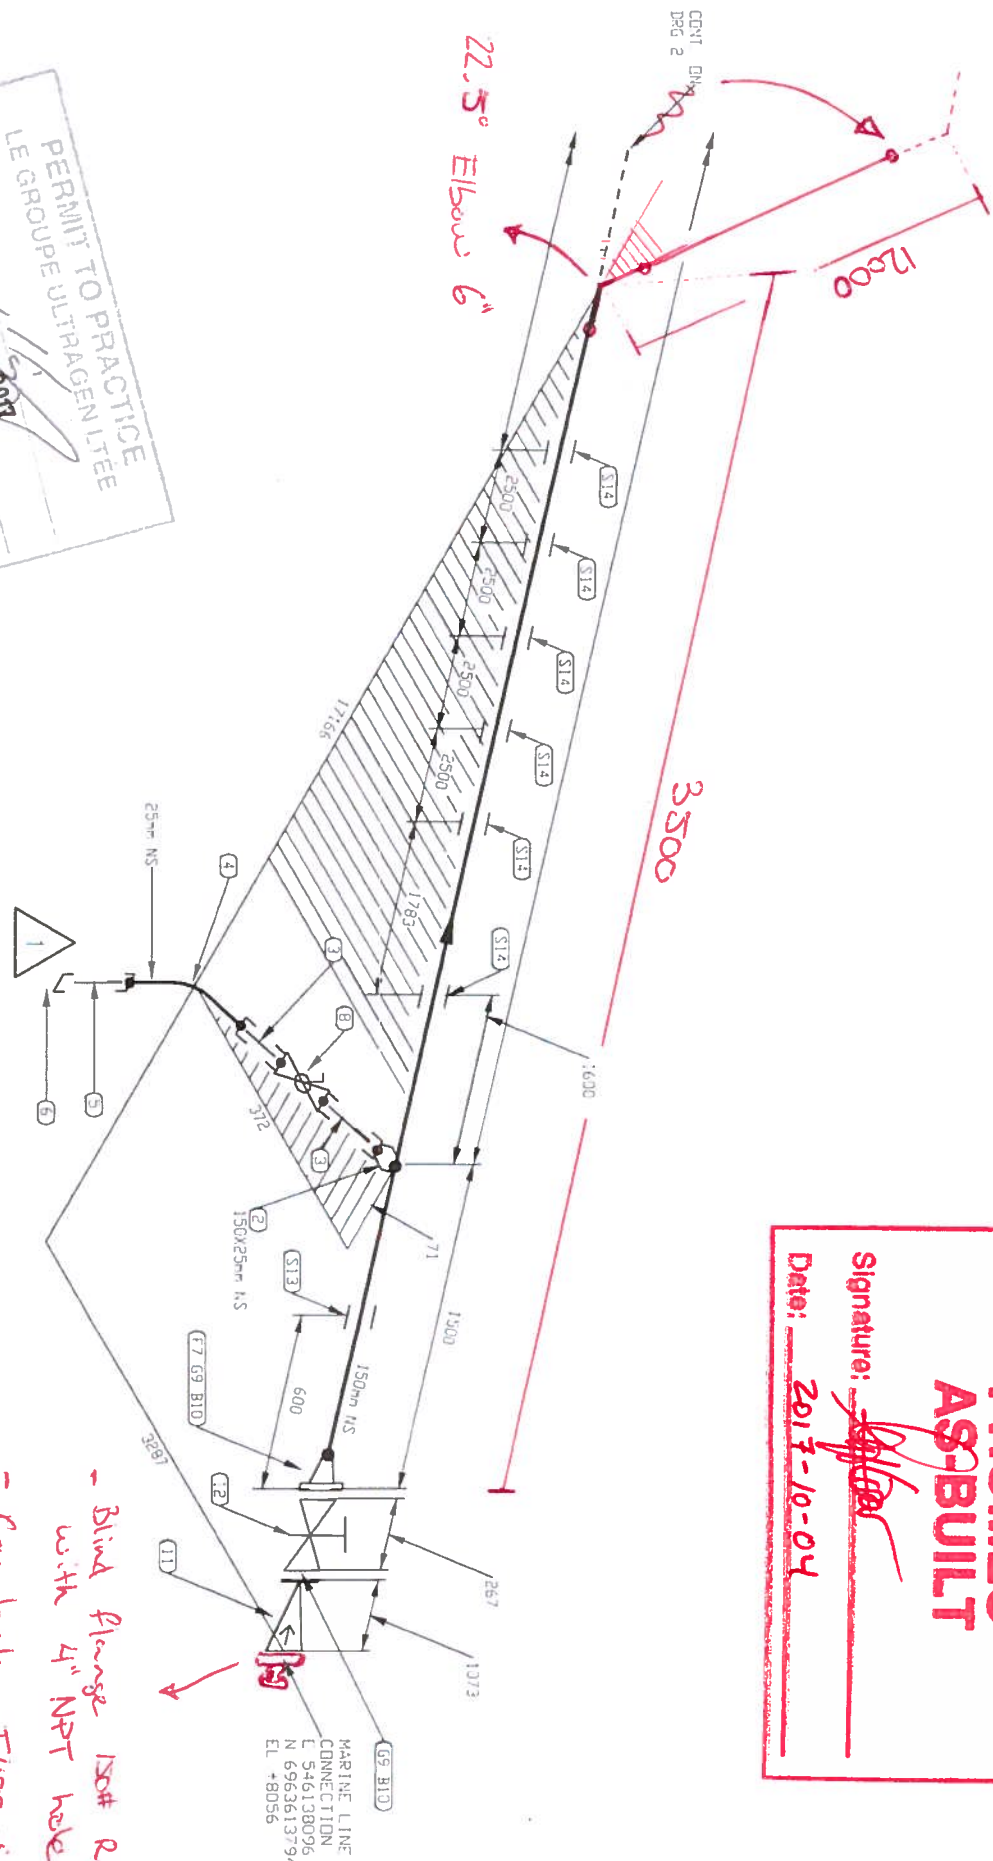 CONT ON
DRG 2
22.5° Elbow 6"
12000
3500
PERMIT TO PRACTICE
LE GROUPE ULTRAGEN LTÉE
AS-BUILT
Signature:
Date: 2017-10-04
S14
S14
S14
S14
S14
S14
2500
2500
2500
2500
1783
17166
1600
25mm NS
4
3
8
3
372
1
5
6
2
150X25mm NS
71
S13
1500
600
150mm NS
F7 G9 B10
3287
12
11
267
1073
G9 B10
MARINE LINE
CONNECTION
E 546138096
N 696361379
EL +8056
- Blind flange 150# R
with 4" NPT hole
- Type